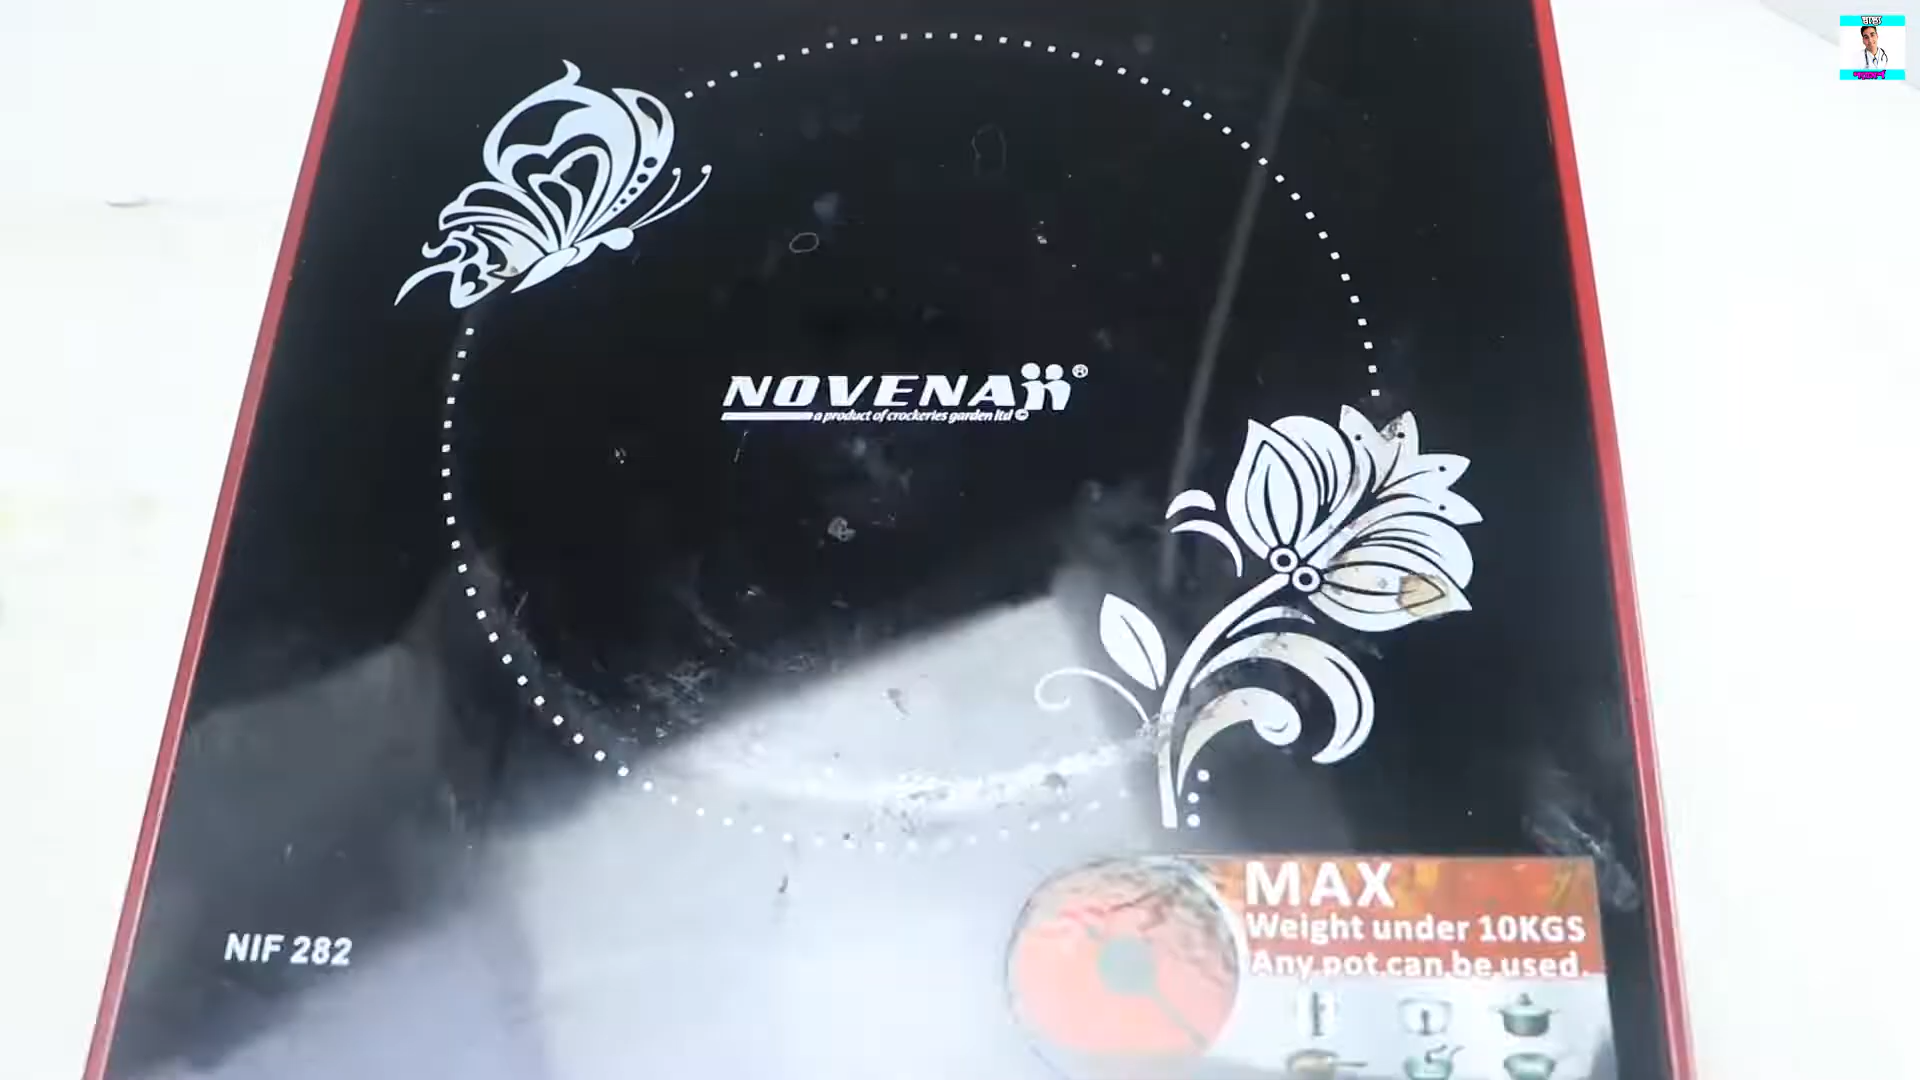 NOVENA®
a product of crockeries garden ltd ©
NIF 282
MAX
Weight under 10KGS
Any pot can be used.